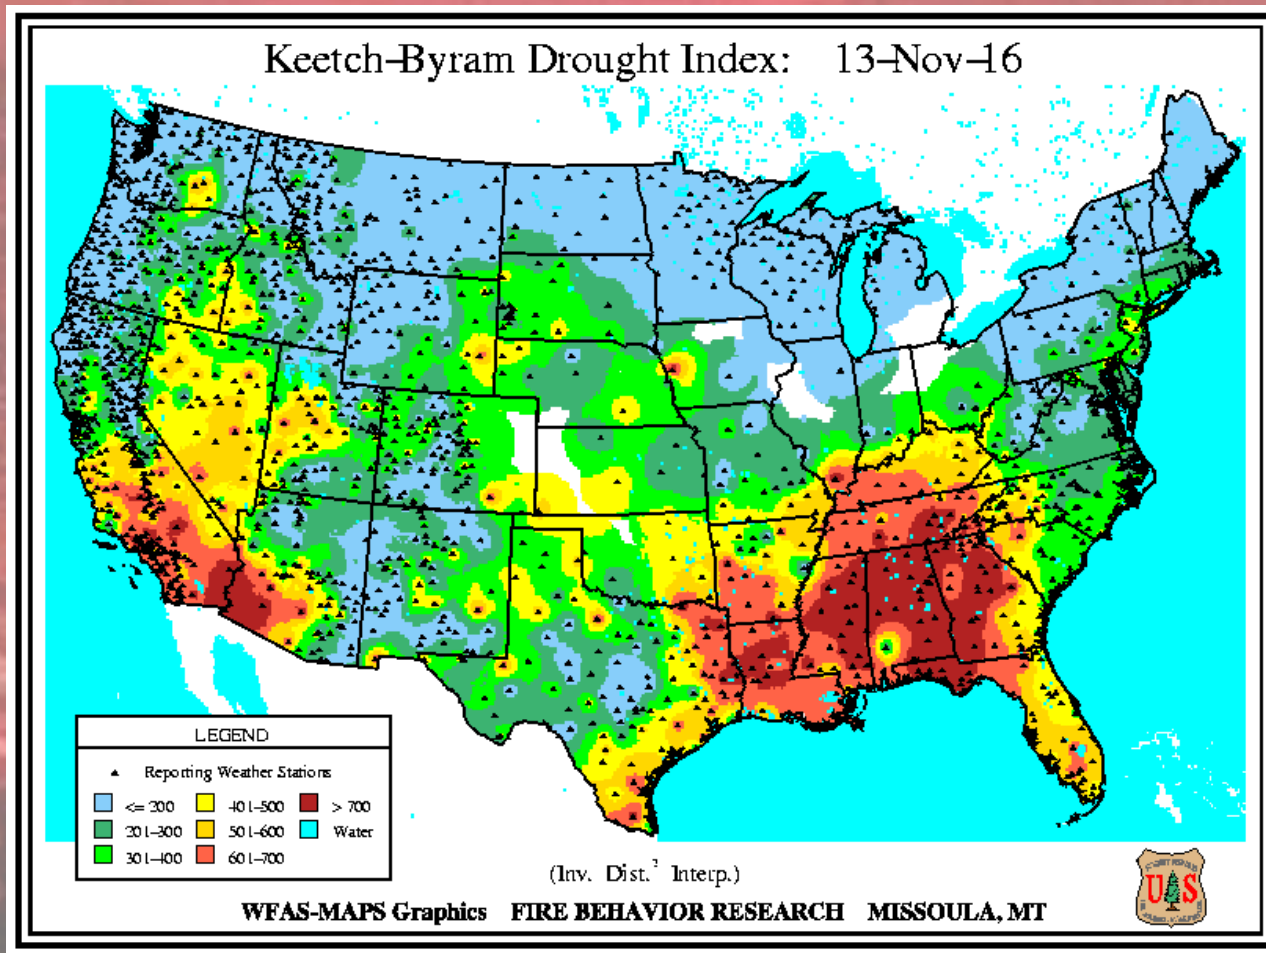 Keetch-Byram Drought Index: 13-Nov-16
LEGEND
Reporting Weather Stations
<= 200
201-300
301-400
401-500
501-600
601-700
> 700
Water
(Inv. Dist.² Interp.)
WFAS-MAPS Graphics FIRE BEHAVIOR RESEARCH MISSOULA, MT
U S